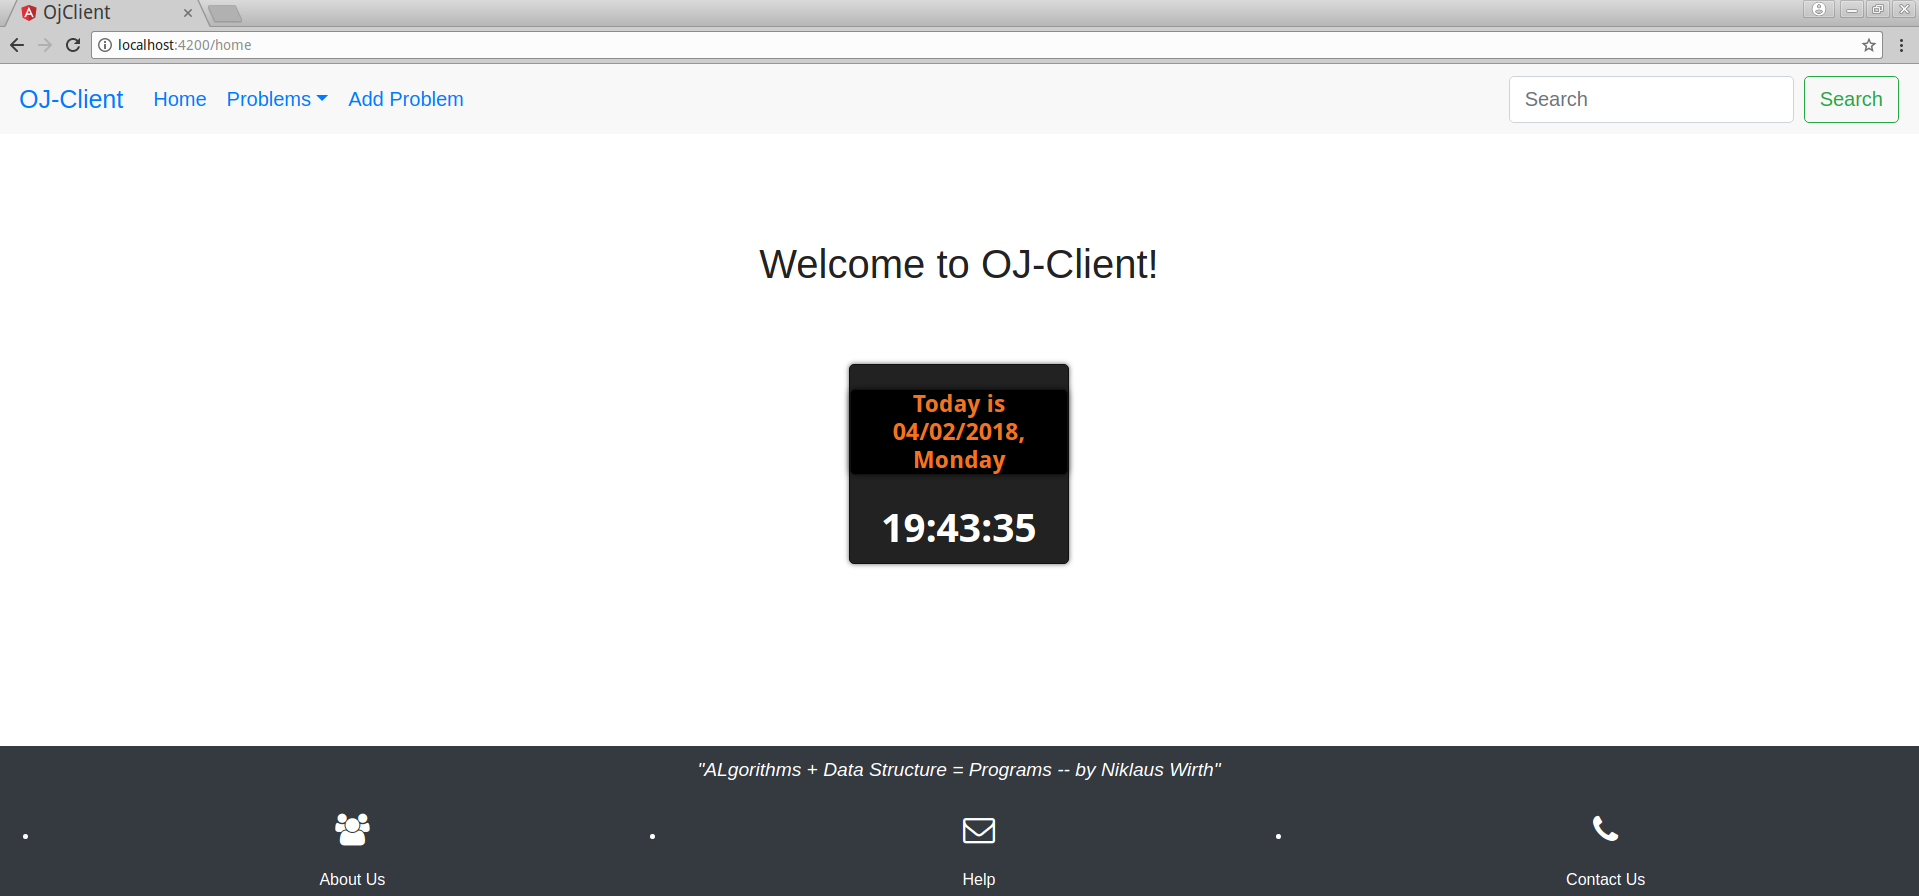 OjClient
localhost:4200/home
OJ-Client Home Problems Add Problem Search Search
Welcome to OJ-Client!
Today is
04/02/2018,
Monday
19:43:35
"ALgorithms + Data Structure = Programs -- by Niklaus Wirth"
About Us Help Contact Us